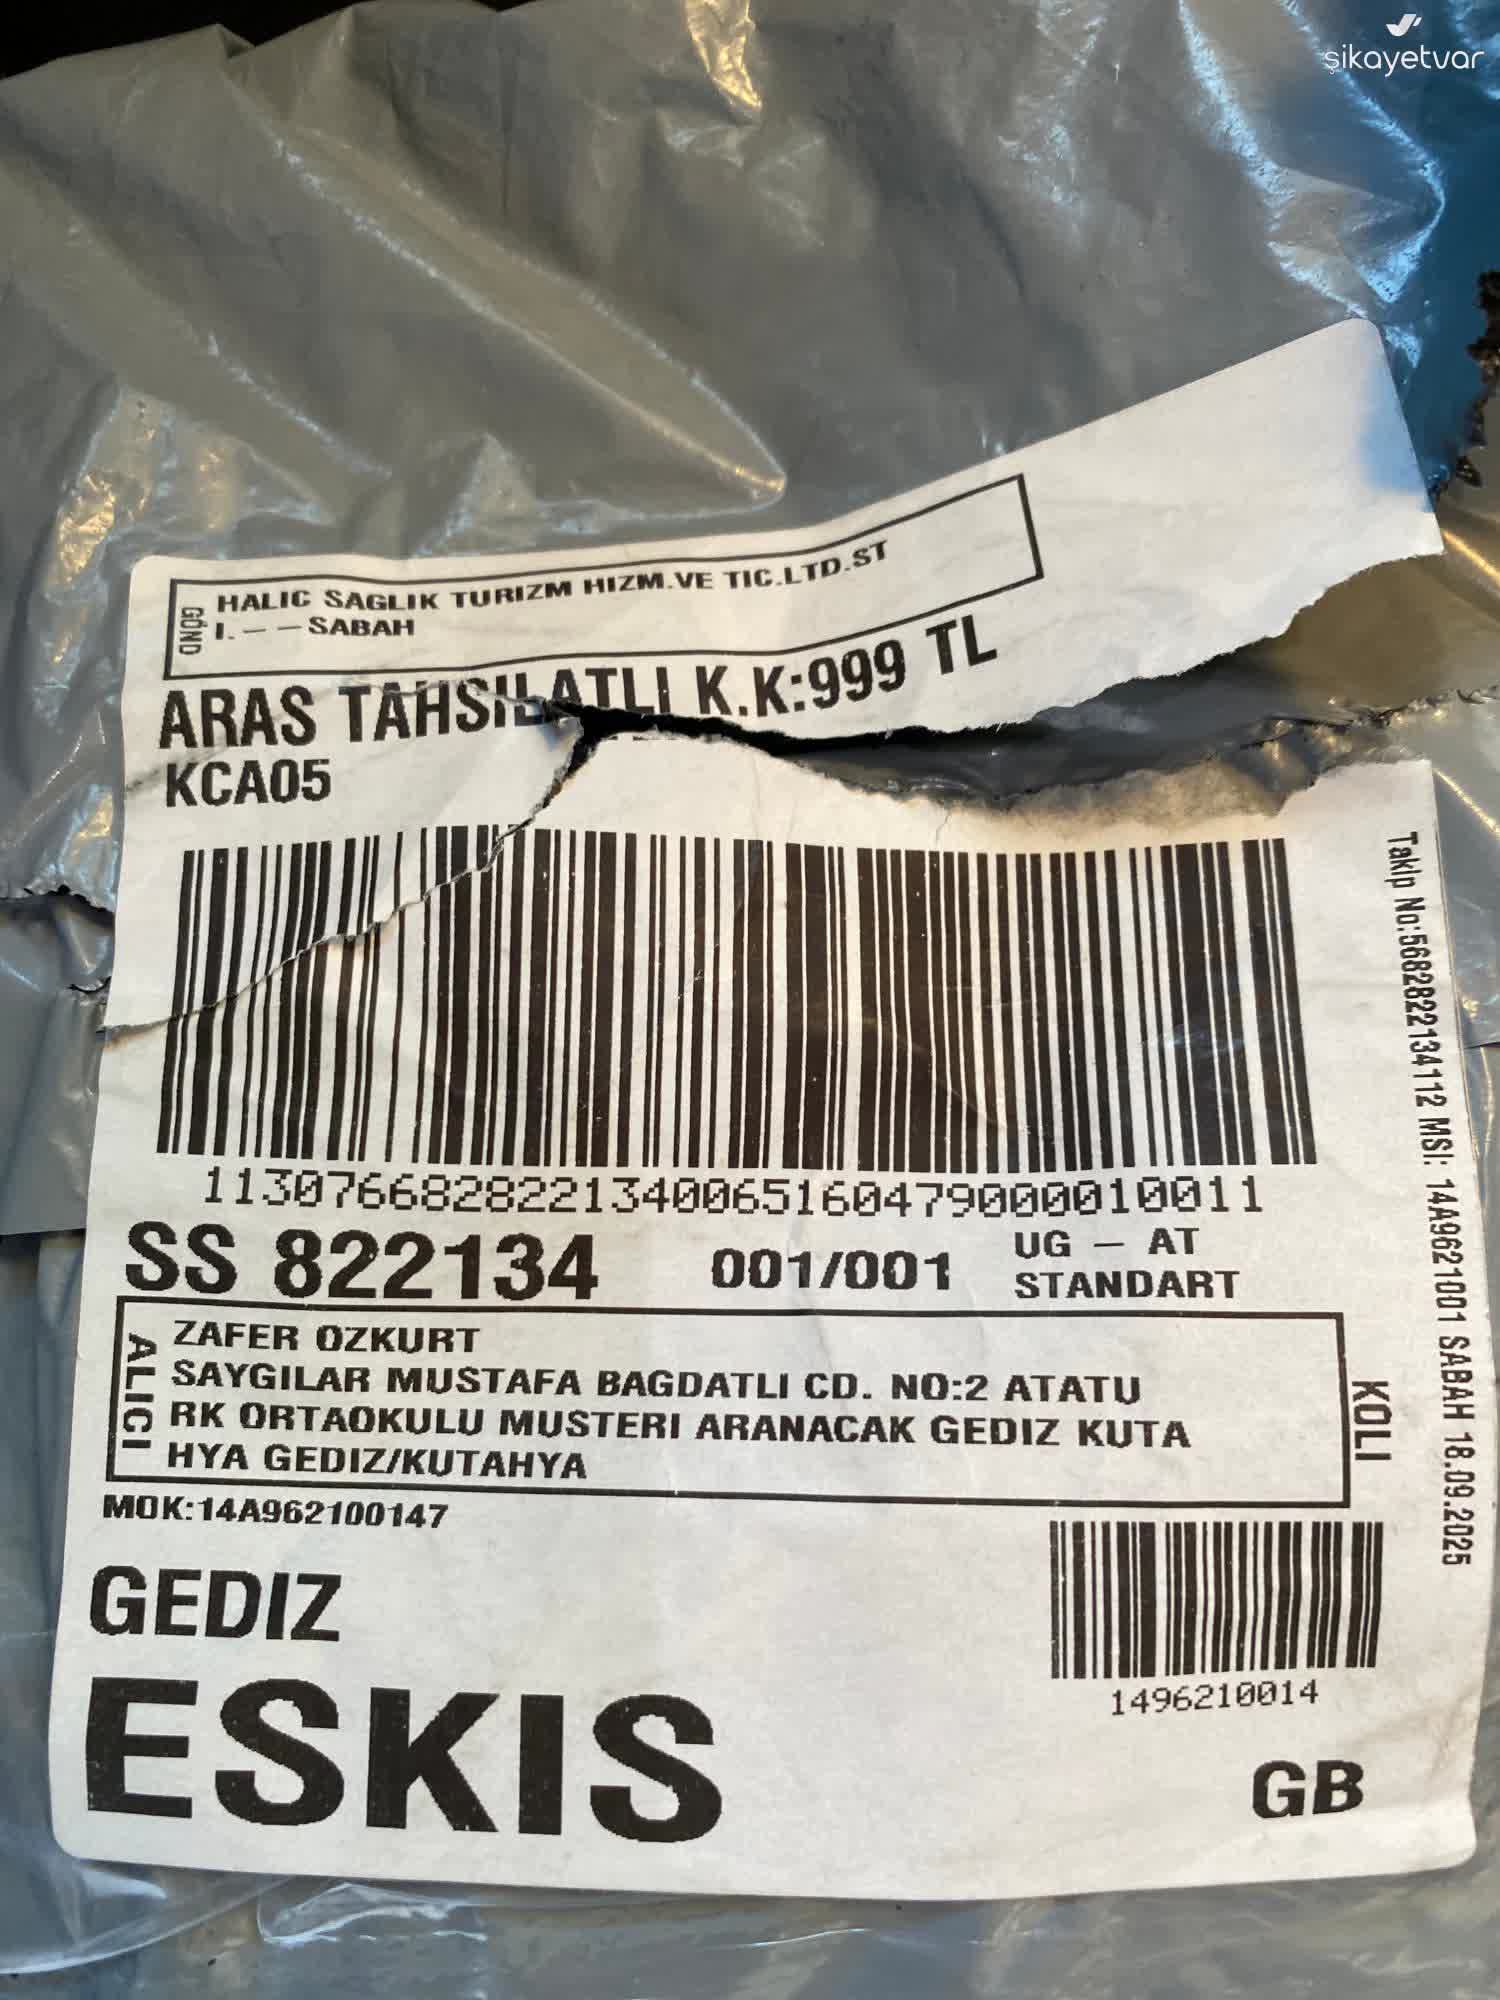 şikayetvar
GÖND
HALIC SAGLIK TURIZM HIZM.VE TIC.LTD.ST
I. — — SABAH
ARAS TAHSILATLI K.K:999 TL
KCA05
Takip No:5682822134112 MSI: 14A9621001 SABAH 18.09.2025
1130766828221340065160479000010011
SS 822134
001/001
UG — AT
STANDART
ALICI
ZAFER OZKURT
SAYGILAR MUSTAFA BAGDATLI CD. NO:2 ATATU
RK ORTAOKULU MUSTERI ARANACAK GEDIZ KUTA
HYA GEDIZ/KUTAHYA
KOLI
MOK:14A962100147
GEDIZ
ESKIS
1496210014
GB